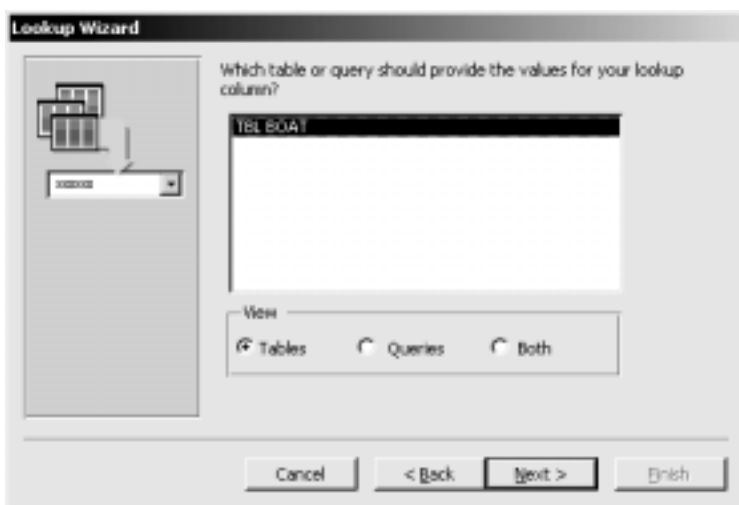 Lookup Wizard
Which table or query should provide the values for your lookup
column?
TBL BOAT
View
Tables
Queries
Both
Cancel
< Back
Next >
Finish